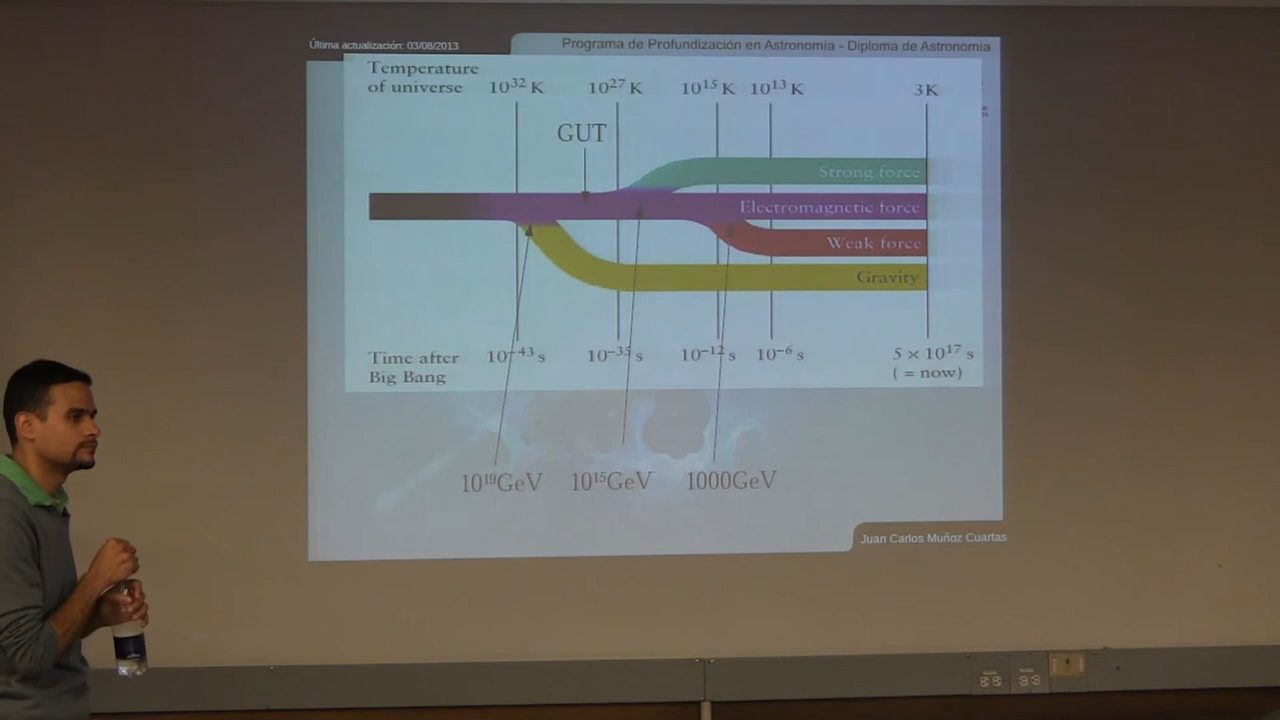 Última actualización: 03/08/2013
Programa de Profundización en Astronomía - Diploma de Astronomía
Temperature
of universe
10³² K
10²⁷ K
10¹⁵ K
10¹³ K
3K
GUT
Strong force
Electromagnetic force
Weak force
Gravity
Time after
Big Bang
10⁻⁴³ s
10⁻³⁵ s
10⁻¹² s
10⁻⁶ s
5 × 10¹⁷ s
( = now)
10¹⁹GeV
10¹⁵GeV
1000GeV
Juan Carlos Muñoz Cuartas